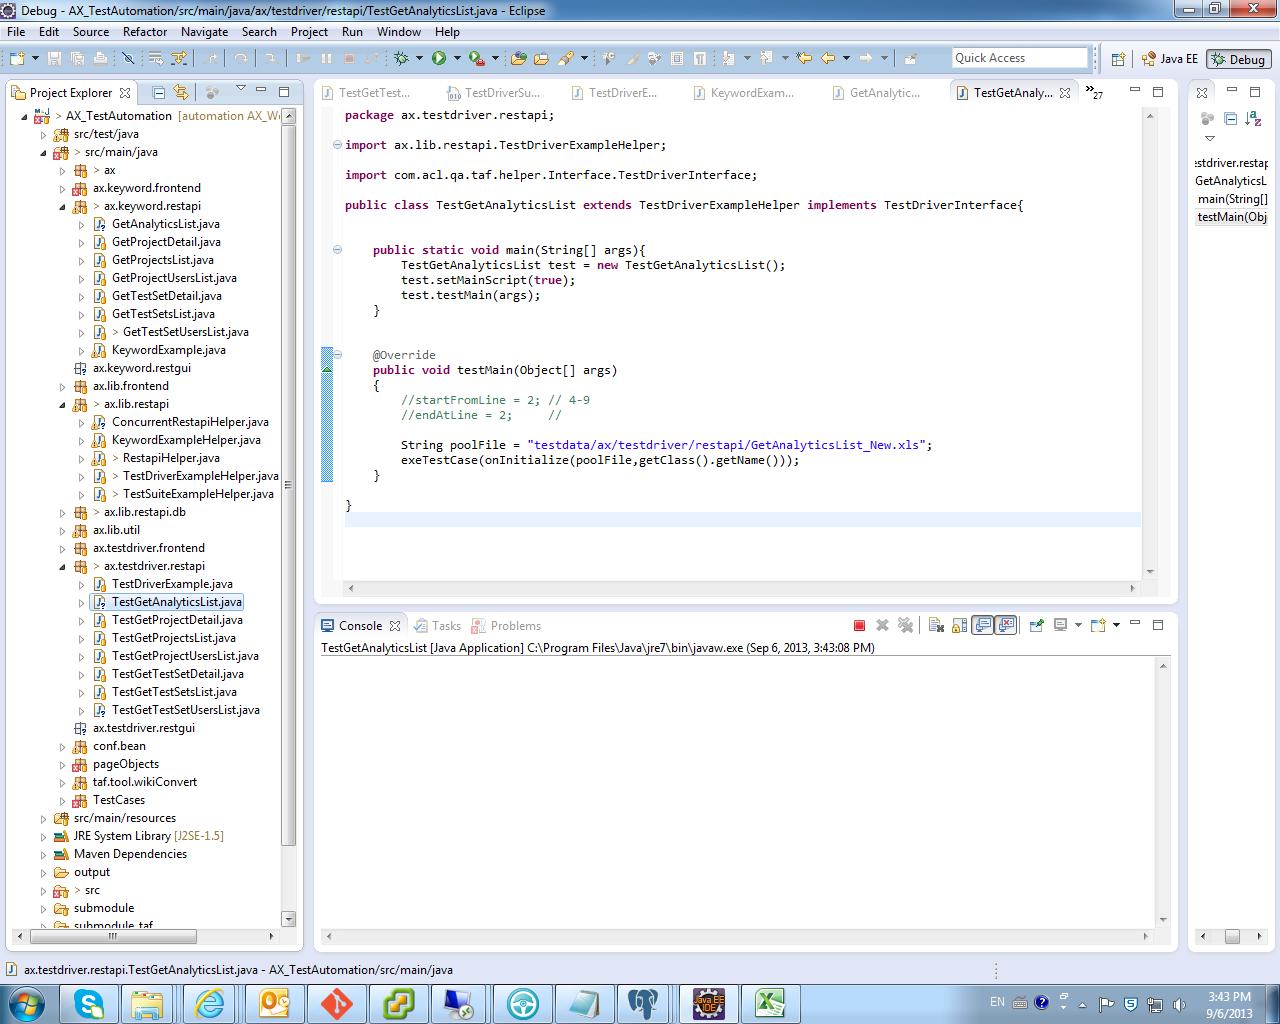 Debug - AX_TestAutomation/src/main/java/ax/testdriver/restapi/TestGetAnalyticsList.java - Eclipse
File Edit Source Refactor Navigate Search Project Run Window Help
Quick Access
Java EE
Debug
Project Explorer
> AX_TestAutomation [automation AX_W
src/test/java
> src/main/java
> ax
ax.keyword.frontend
> ax.keyword.restapi
GetAnalyticsList.java
GetProjectDetail.java
GetProjectsList.java
GetProjectUsersList.java
GetTestSetDetail.java
GetTestSetsList.java
> GetTestSetUsersList.java
KeywordExample.java
ax.keyword.restgui
ax.lib.frontend
> ax.lib.restapi
ConcurrentRestapiHelper.java
KeywordExampleHelper.java
> RestapiHelper.java
> TestDriverExampleHelper.java
> TestSuiteExampleHelper.java
> ax.lib.restapi.db
ax.lib.util
ax.testdriver.frontend
> ax.testdriver.restapi
TestDriverExample.java
TestGetAnalyticsList.java
TestGetProjectDetail.java
TestGetProjectsList.java
TestGetProjectUsersList.java
TestGetTestSetDetail.java
TestGetTestSetsList.java
TestGetTestSetUsersList.java
ax.testdriver.restgui
conf.bean
pageObjects
taf.tool.wikiConvert
TestCases
src/main/resources
JRE System Library [J2SE-1.5]
Maven Dependencies
output
> src
submodule
submodule_taf
TestGetTest...
TestDriverSu...
TestDriverE...
KeywordExam...
GetAnalytic...
TestGetAnaly...
»27
package ax.testdriver.restapi;
import ax.lib.restapi.TestDriverExampleHelper;
import com.acl.qa.taf.helper.Interface.TestDriverInterface;
public class TestGetAnalyticsList extends TestDriverExampleHelper implements TestDriverInterface{
public static void main(String[] args){
TestGetAnalyticsList test = new TestGetAnalyticsList();
test.setMainScript(true);
test.testMain(args);
}
@Override
public void testMain(Object[] args)
{
//startFromLine = 2; // 4-9
//endAtLine = 2; //
String poolFile = "testdata/ax/testdriver/restapi/GetAnalyticsList_New.xls";
exeTestCase(onInitialize(poolFile,getClass().getName()));
}
}
estdriver.restap
GetAnalyticsL
main(String[]
testMain(Obj
Console
Tasks
Problems
TestGetAnalyticsList [Java Application] C:\Program Files\Java\jre7\bin\javaw.exe (Sep 6, 2013, 3:43:08 PM)
ax.testdriver.restapi.TestGetAnalyticsList.java - AX_TestAutomation/src/main/java
Java EE
IDE
EN
3:43 PM
9/6/2013